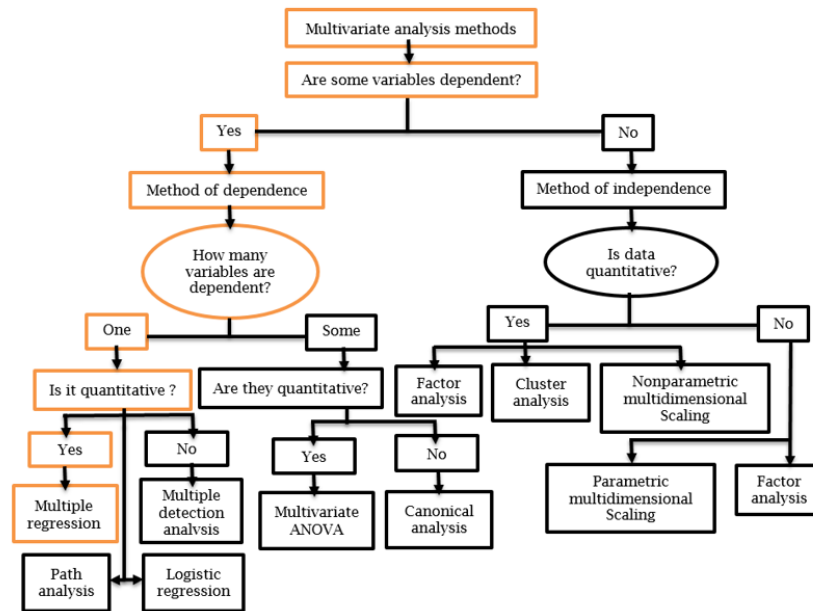 Multivariate analysis methods
Are some variables dependent?
Yes
No
Method of dependence
Method of independence
How many
variables are
dependent?
Is data
quantitative?
One
Some
Yes
No
Is it quantitative ?
Are they quantitative?
Factor
analysis
Cluster
analysis
Nonparametric
multidimensional
Scaling
Yes
No
Yes
No
Parametric
multidimensional
Scaling
Factor
analysis
Multiple
regression
Multiple
detection
analvsis
Multivariate
ANOVA
Canonical
analysis
Path
analysis
Logistic
regression